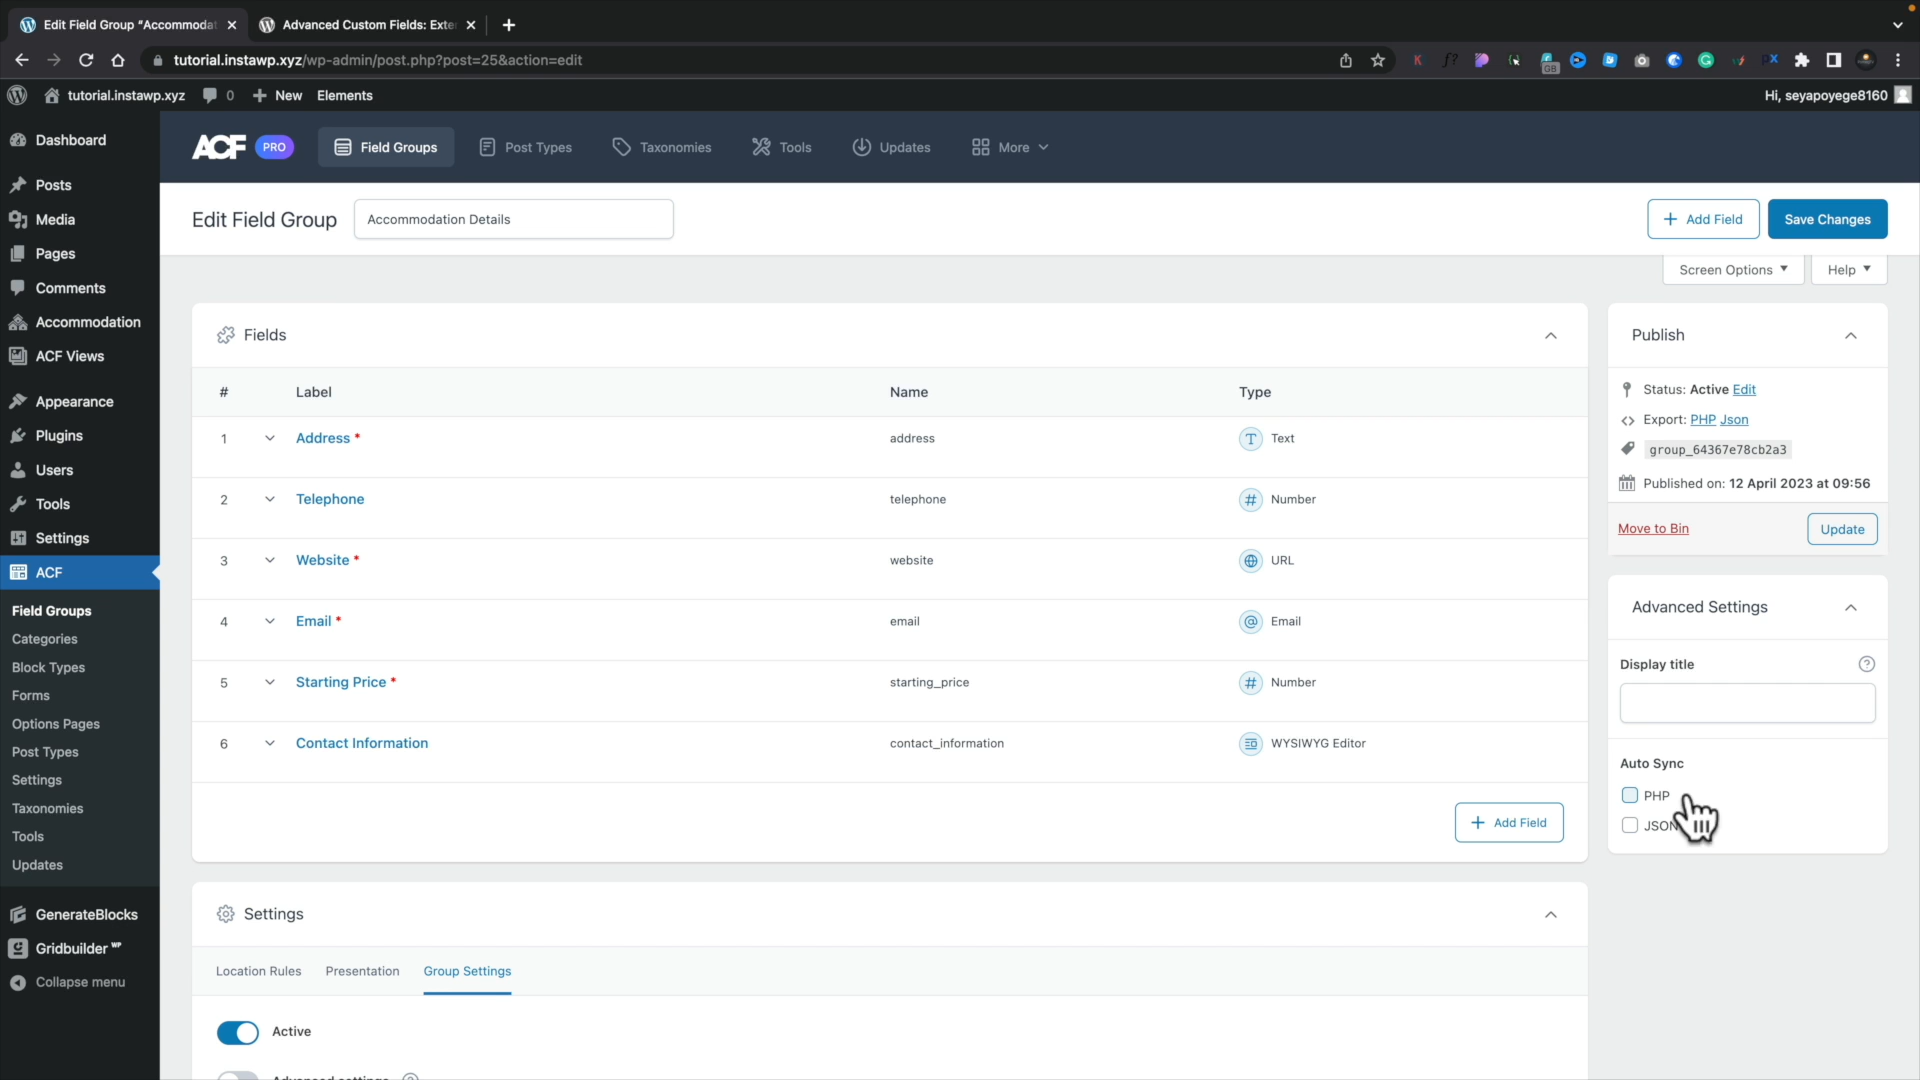 Edit Field Group "Accommodat
Advanced Custom Fields: Exte
tutorial.instawp.xyz/wp-admin/post.php?post=25&action=edit
tutorial.instawp.xyz
0
New
Elements
Hi, seyapoyege8160
Dashboard
Posts
Media
Pages
Comments
Accommodation
ACF Views
Appearance
Plugins
Users
Tools
Settings
ACF
Field Groups
Categories
Block Types
Forms
Options Pages
Post Types
Settings
Taxonomies
Tools
Updates
GenerateBlocks
Gridbuilder WP
Collapse menu
ACF PRO
Field Groups
Post Types
Taxonomies
Tools
Updates
More
Edit Field Group
Accommodation Details
+ Add Field
Save Changes
Screen Options
Help
Fields
# Label Name Type
1 Address * address Text
2 Telephone telephone Number
3 Website * website URL
4 Email * email Email
5 Starting Price * starting_price Number
6 Contact Information contact_information WYSIWYG Editor
+ Add Field
Settings
Location Rules
Presentation
Group Settings
Active
Publish
Status: Active Edit
Export: PHP Json
group_64367e78cb2a3
Published on: 12 April 2023 at 09:56
Move to Bin
Update
Advanced Settings
Display title
Auto Sync
PHP
JSON